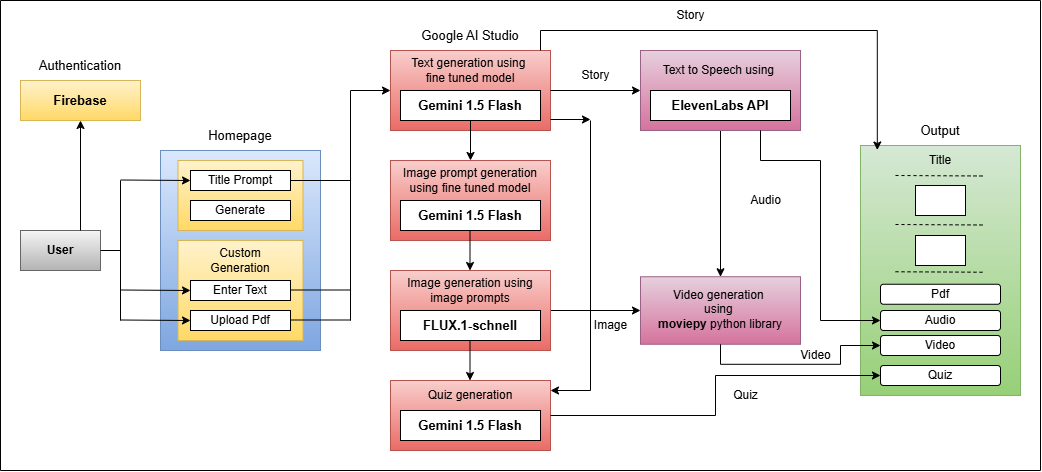 Authentication
Firebase
User
Homepage
Title Prompt
Generate
Custom
Generation
Enter Text
Upload Pdf
Google AI Studio
Text generation using
fine tuned model
Gemini 1.5 Flash
Image prompt generation
using fine tuned model
Gemini 1.5 Flash
Image generation using
image prompts
FLUX.1-schnell
Quiz generation
Gemini 1.5 Flash
Story
Story
Text to Speech using
ElevenLabs API
Audio
Image
Video generation
using
moviepy python library
Video
Quiz
Output
Title
Pdf
Audio
Video
Quiz